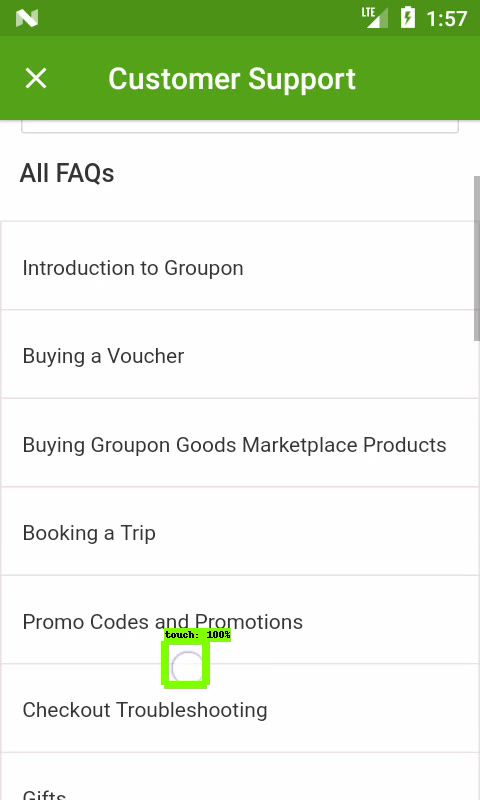 LTE 1:57
Customer Support
All FAQs
Introduction to Groupon
Buying a Voucher
Buying Groupon Goods Marketplace Products
Booking a Trip
Promo Codes and Promotions
touch: 100%
Checkout Troubleshooting
Gifts